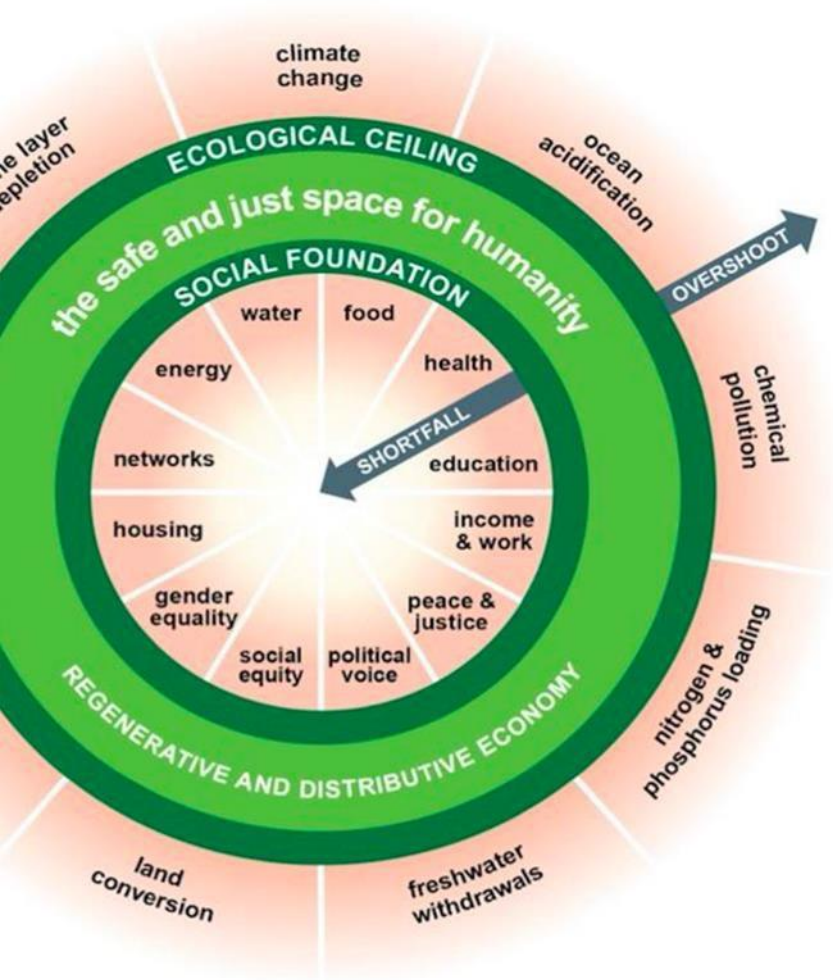 climate
change
ocean
acidification
layer
ECOLOGICAL CEILING
the safe and just space for humanity
SOCIAL FOUNDATION
OVERSHOOT
water
food
energy
health
SHORTFALL
networks
education
chemical
pollution
housing
income
& work
gender
equality
peace &
justice
social
equity
political
voice
nitrogen &
phosphorus loading
REGENERATIVE AND DISTRIBUTIVE ECONOMY
land
conversion
freshwater
withdrawals